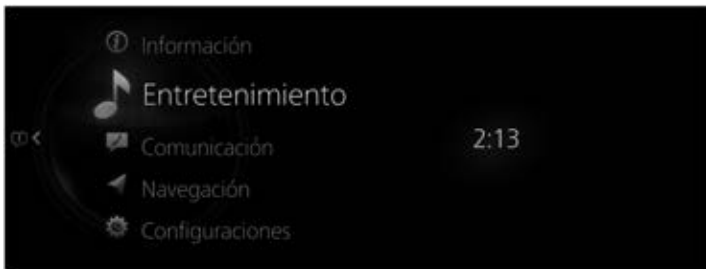 Información
Entretenimiento
Comunicación
2:13
Navegación
Configuraciones